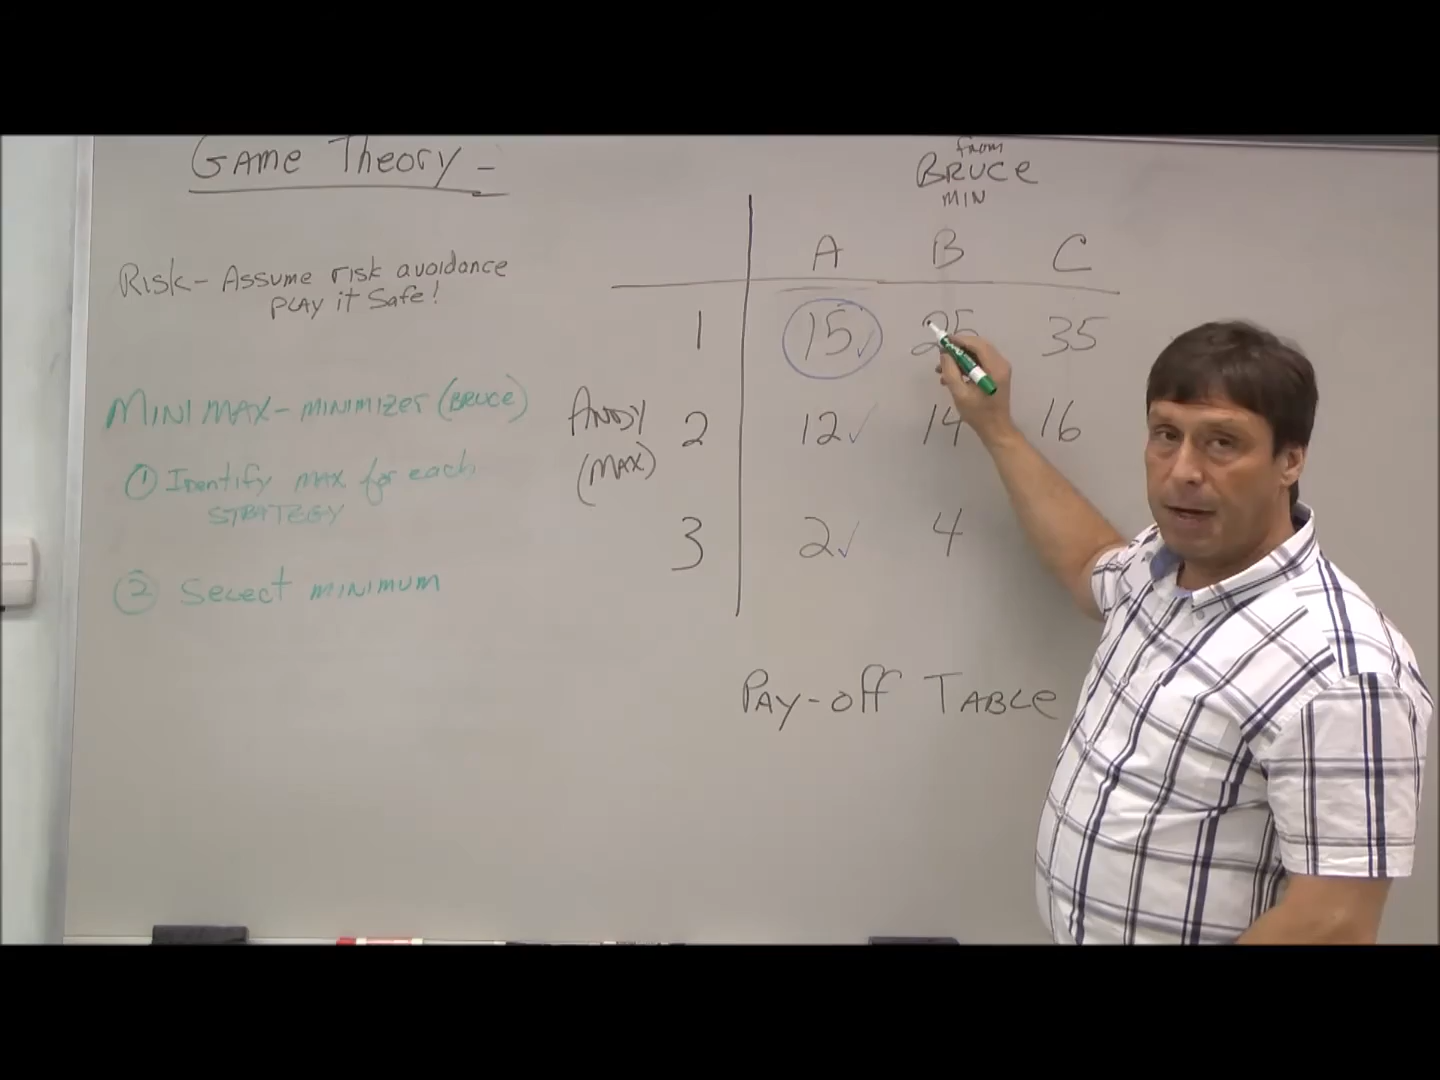 GAME THEORY -
RISK - ASSUME RISK AVOIDANCE
PLAY it SAFE!
MINIMAX - MINIMIZER (BRUCE)
① Identify MAX for each
STRATEGY
② Select MINIMUM
from
BRUCE
MIN
A B C
1 15✓ 25 35
ANDY 2 12✓ 14 16
(MAX)
3 2✓ 4
PAY-OFF TABLE